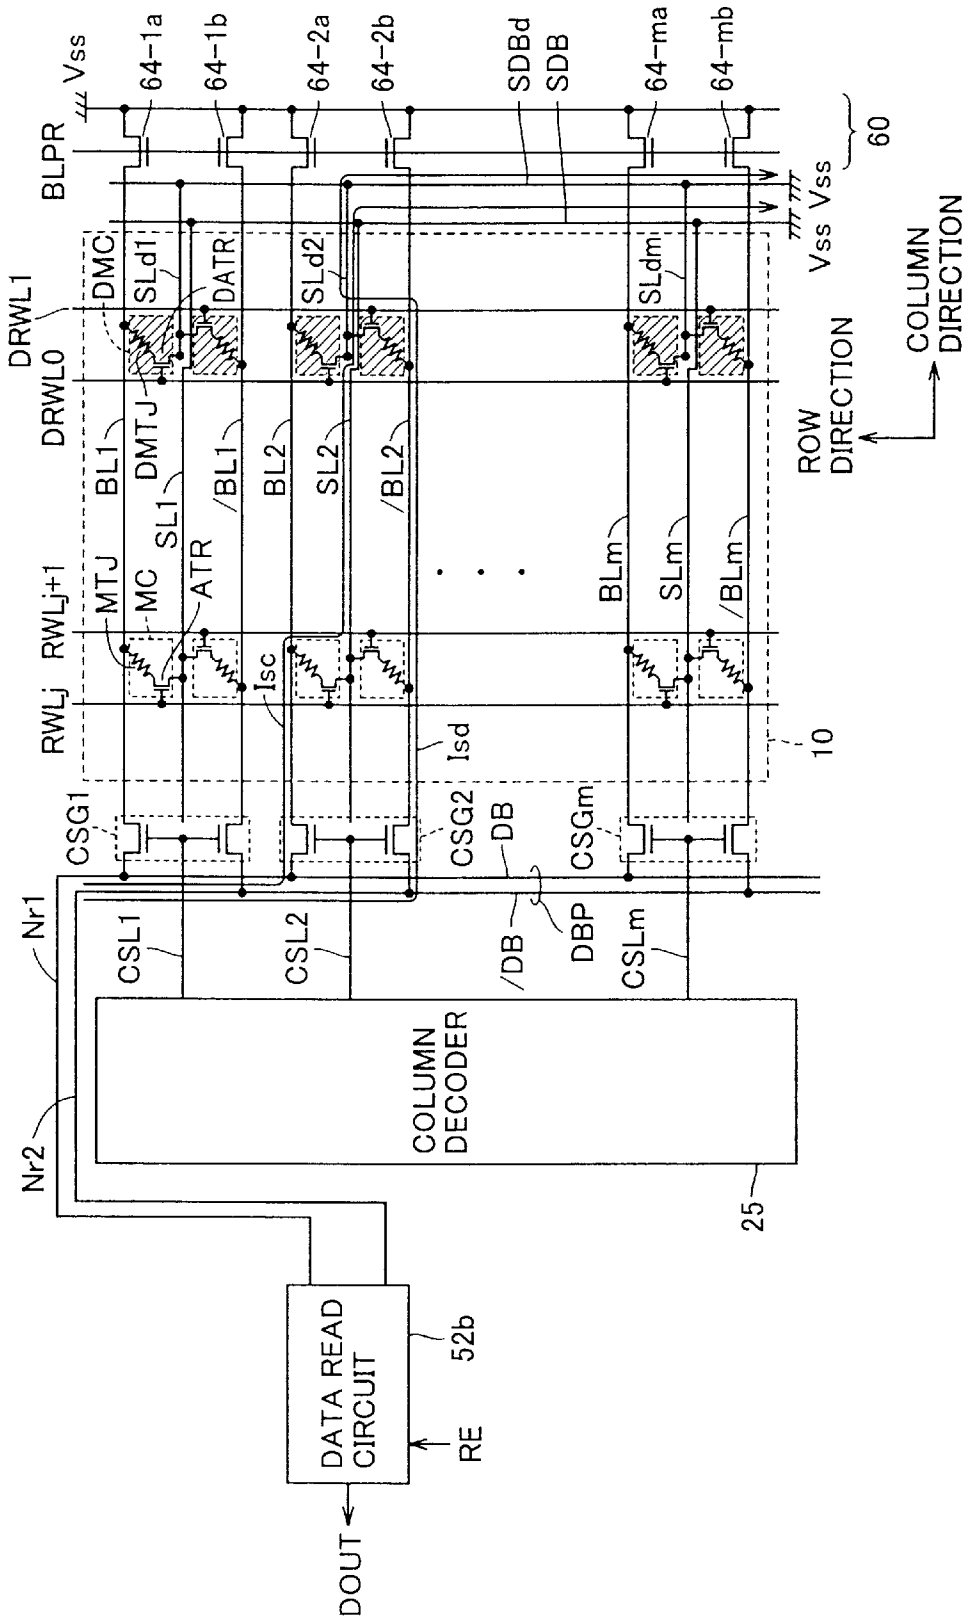 Vss
64-1a
64-1b
64-2a
64-2b
SDBd
SDB
64-ma
64-mb
60
BLPR
Vss
Vss
DRWL1
DRWL0
DMC
SLd1
DATR
SLd2
SLdm
BL1
DMTJ
SL1
/BL1
BL2
SL2
/BL2
BLm
SLm
/BLm
ROW
DIRECTION
COLUMN
DIRECTION
RWLj+1
RWLj
MTJ
MC
ATR
Isc
Isd
10
CSG1
CSG2
CSGm
DB
/DB
DBP
Nr1
Nr2
CSL1
CSL2
CSLm
COLUMN
DECODER
25
DATA READ
CIRCUIT
52b
RE
DOUT